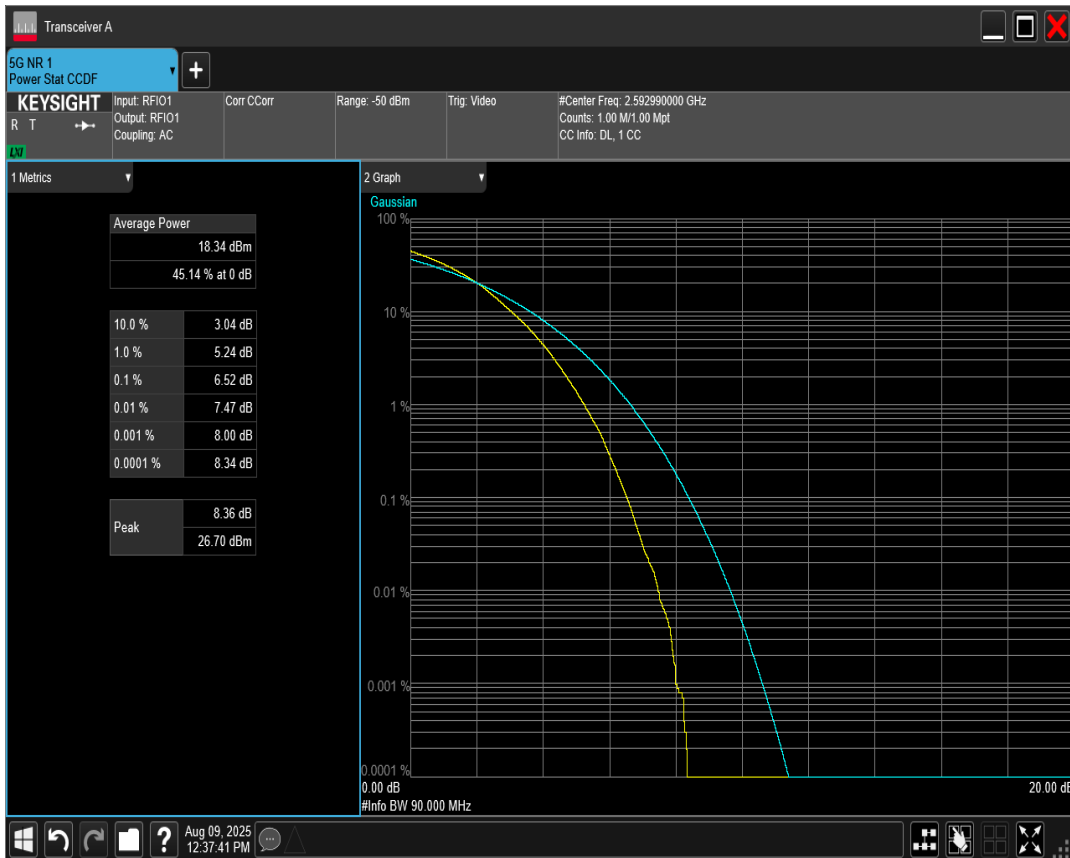 Transceiver A
5G NR 1
Power Stat CCDF
+
KEYSIGHT
R T
LXI
Input: RFIO1
Output: RFIO1
Coupling: AC
Corr CCorr
Range: -50 dBm
Trig: Video
#Center Freq: 2.592990000 GHz
Counts: 1.00 M/1.00 Mpt
CC Info: DL, 1 CC
1 Metrics
Average Power
18.34 dBm
45.14 % at 0 dB
10.0 % 3.04 dB
1.0 % 5.24 dB
0.1 % 6.52 dB
0.01 % 7.47 dB
0.001 % 8.00 dB
0.0001 % 8.34 dB
Peak 8.36 dB
26.70 dBm
2 Graph
Gaussian
100 %
10 %
1 %
0.1 %
0.01 %
0.001 %
0.0001 %
0.00 dB 20.00 dB
#Info BW 90.000 MHz
?
Aug 09, 2025
12:37:41 PM